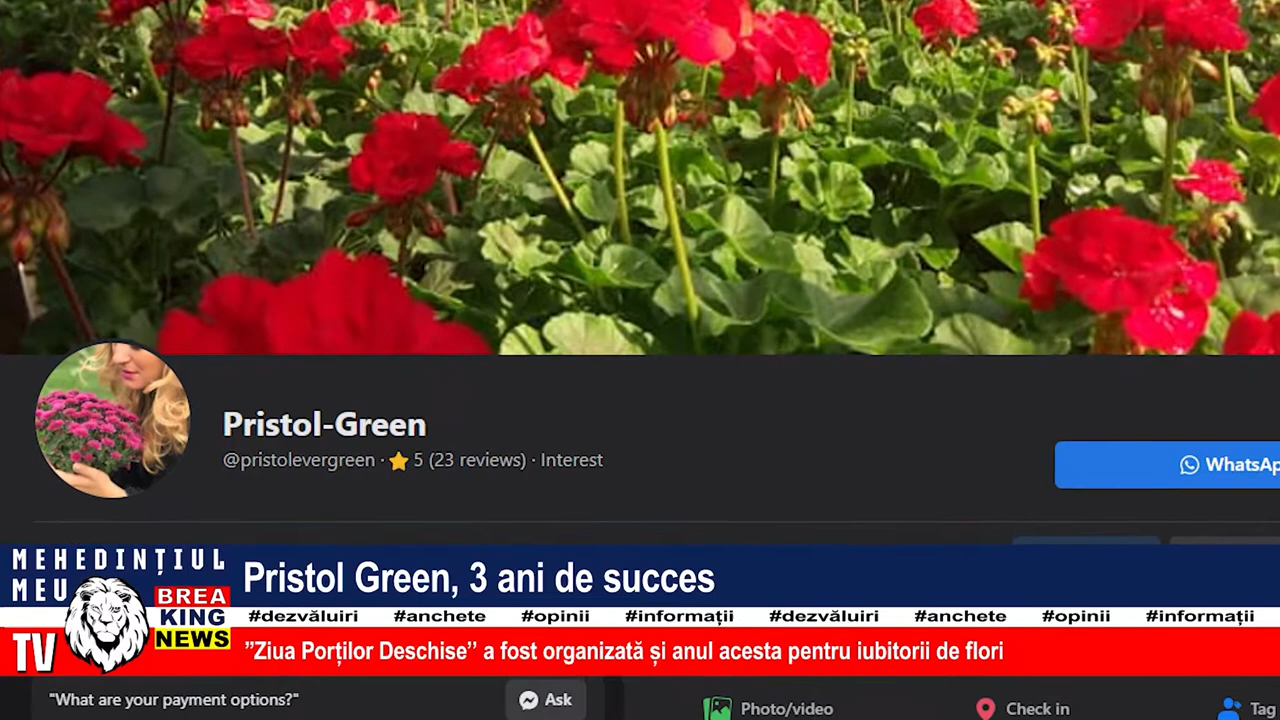 Pristol-Green
@pristolevergreen · 5 (23 reviews) · Interest
WhatsAp
MEHEDINȚIUL
MEU
TV
BREA
KING
NEWS
Pristol Green, 3 ani de succes
#dezvăluiri #anchete #opinii #informații #dezvăluiri #anchete #opinii #informații
”Ziua Porților Deschise” a fost organizată și anul acesta pentru iubitorii de flori
"What are your payment options?"
Ask
Photo/video
Check in
Tag